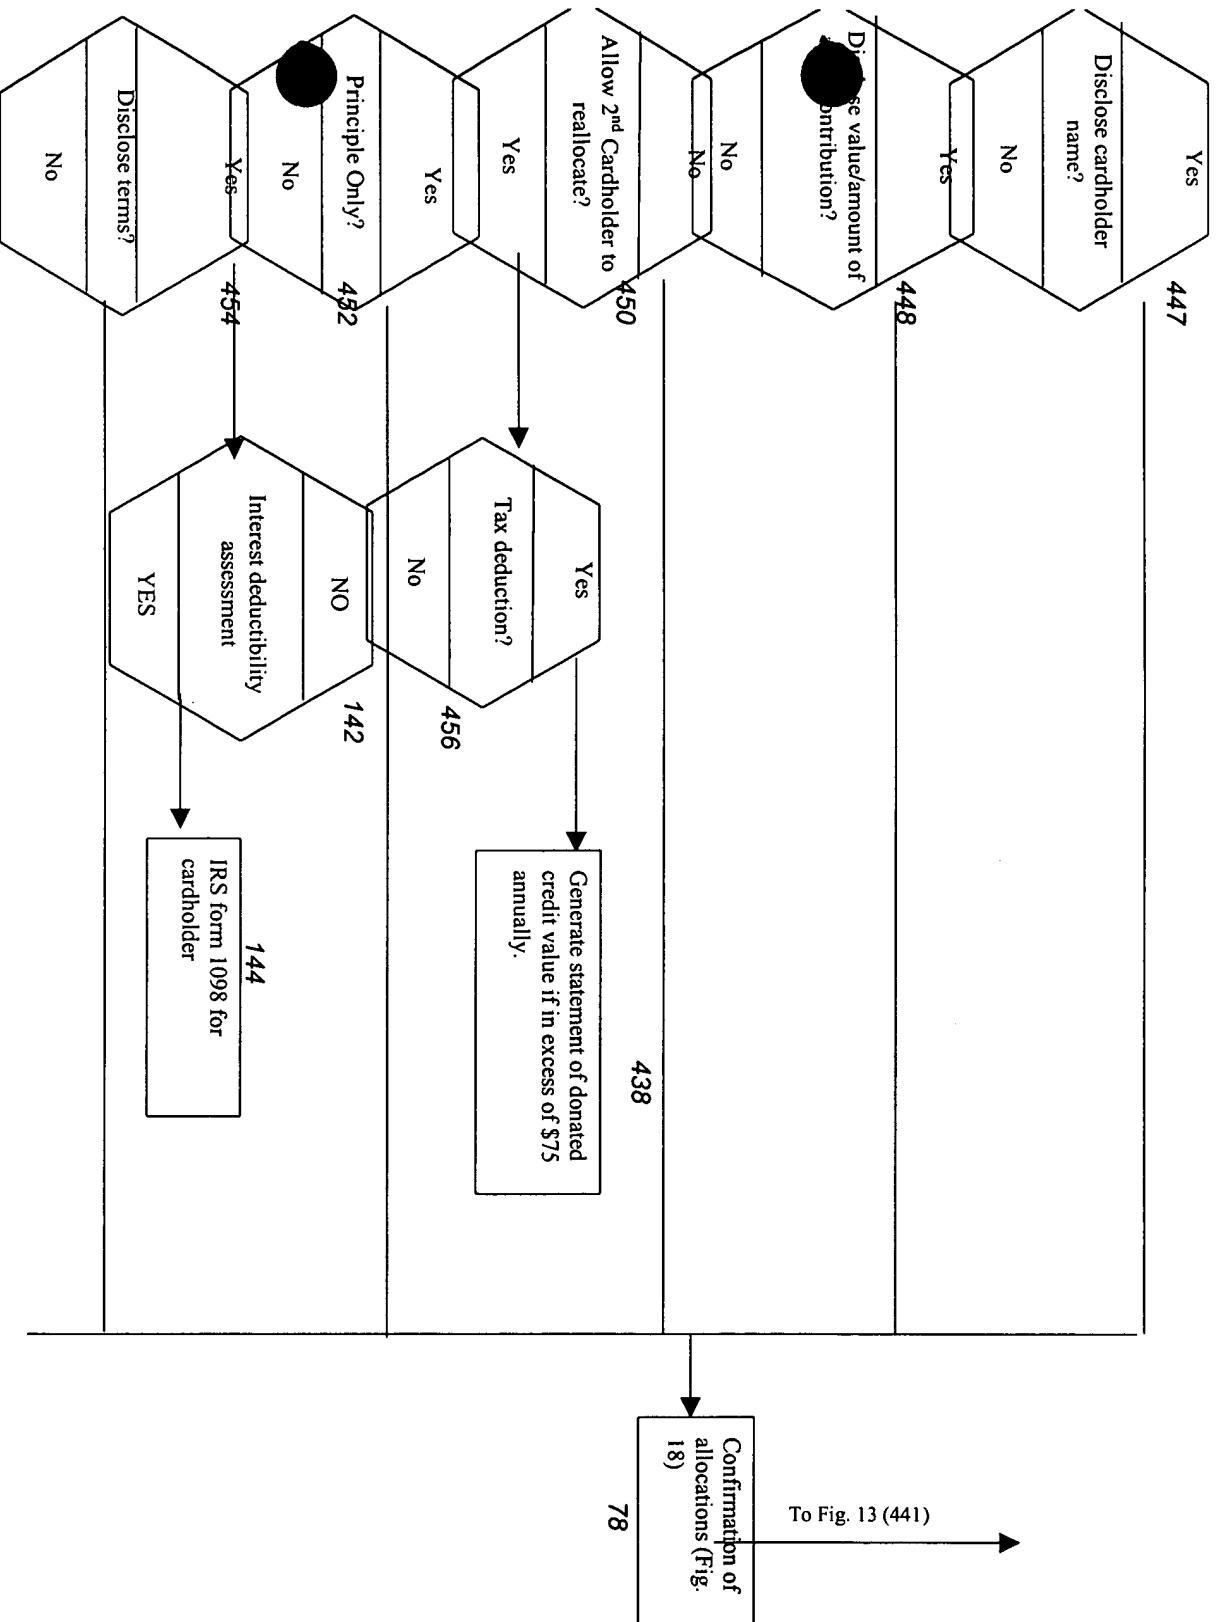 Yes
Disclose cardholder
name?
No
447
Yes
value/amount of
No
448
No
Allow 2nd Cardholder to
reallocate?
Yes
450
Yes
Principle Only?
No
452
Yes
Disclose terms?
No
454
Yes
Tax deduction?
No
456
NO
Interest deductibility
assessment
YES
142
438
Generate statement of donated
credit value if in excess of $75
annually.
144
IRS form 1098 for
cardholder
To Fig. 13 (441)
Confirmation of
allocations (Fig.
18)
78